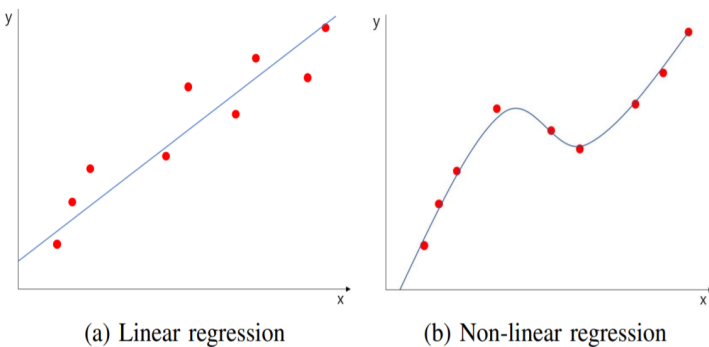 y
x
(a) Linear regression
y
x
(b) Non-linear regression